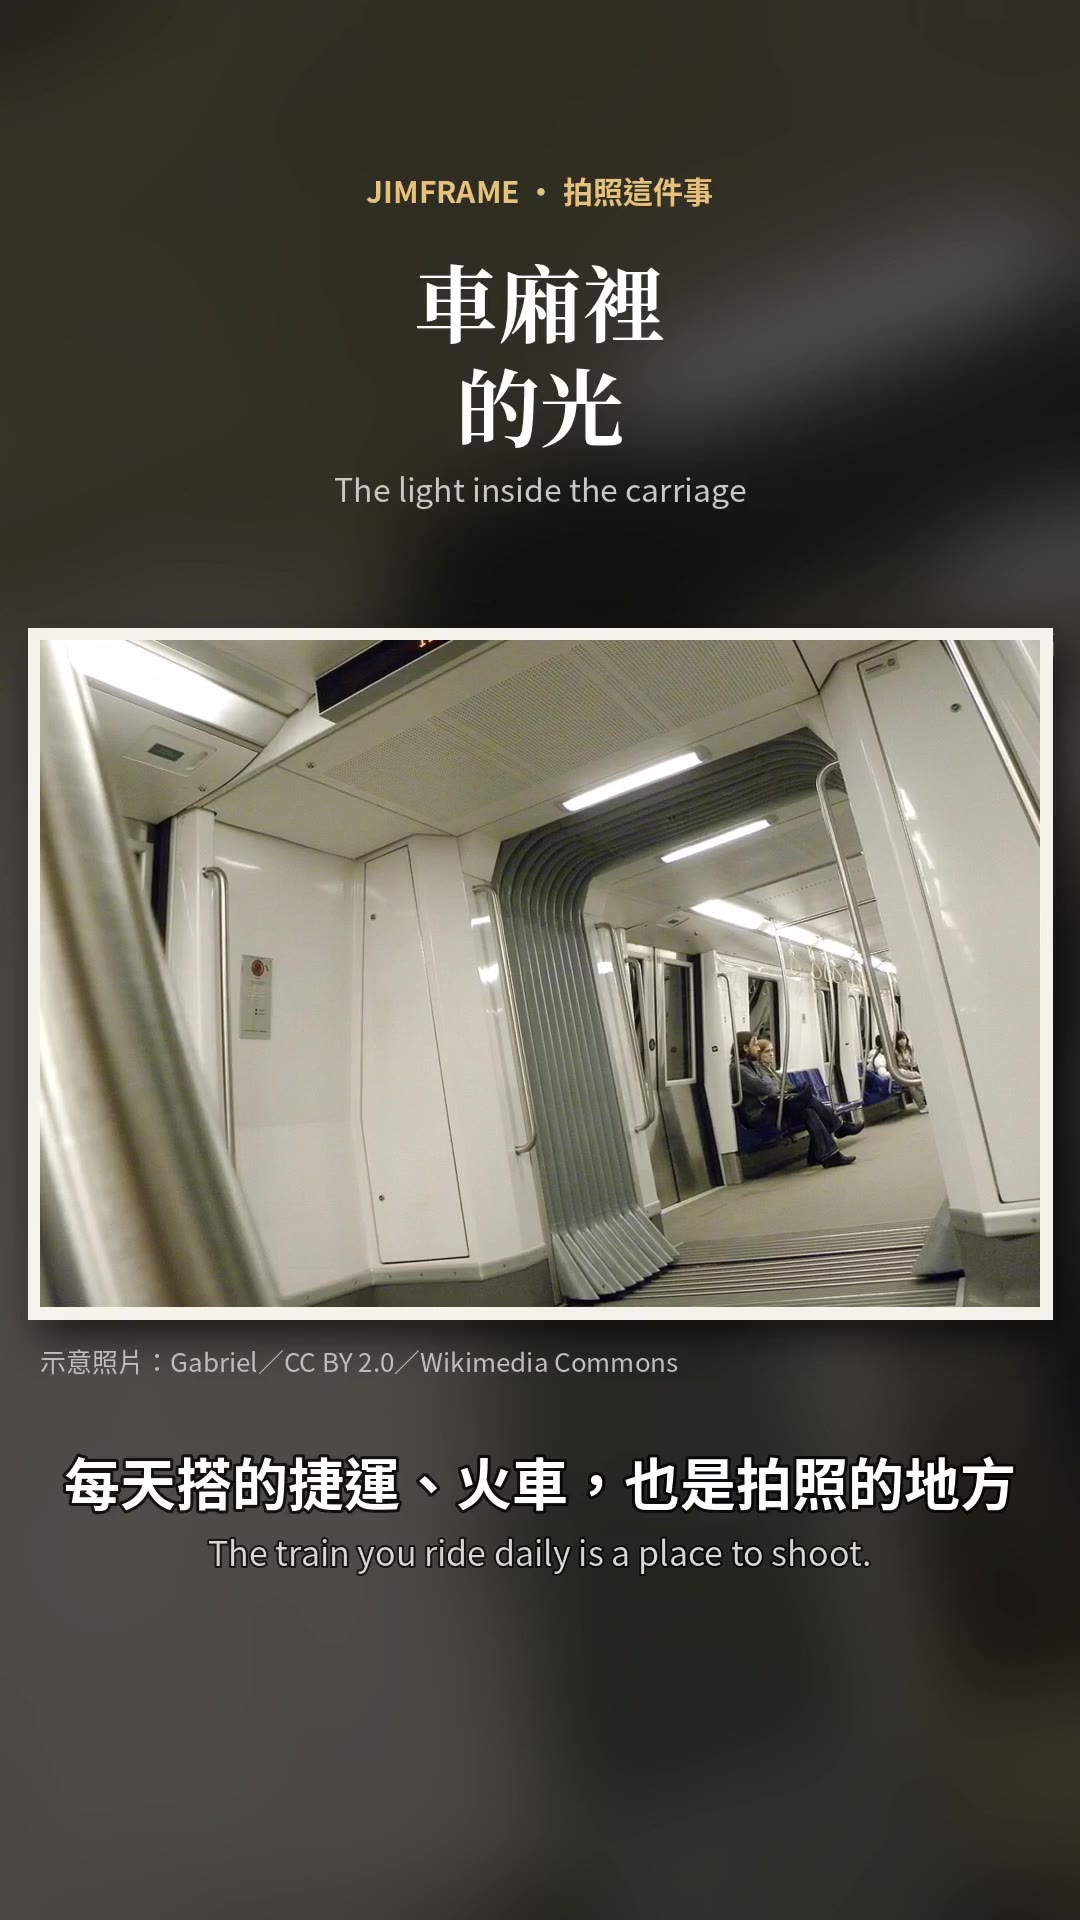 JIMFRAME · 拍照這件事
車廂裡
的光
The light inside the carriage
示意照片：Gabriel／CC BY 2.0／Wikimedia Commons
每天搭的捷運、火車，也是拍照的地方
The train you ride daily is a place to shoot.